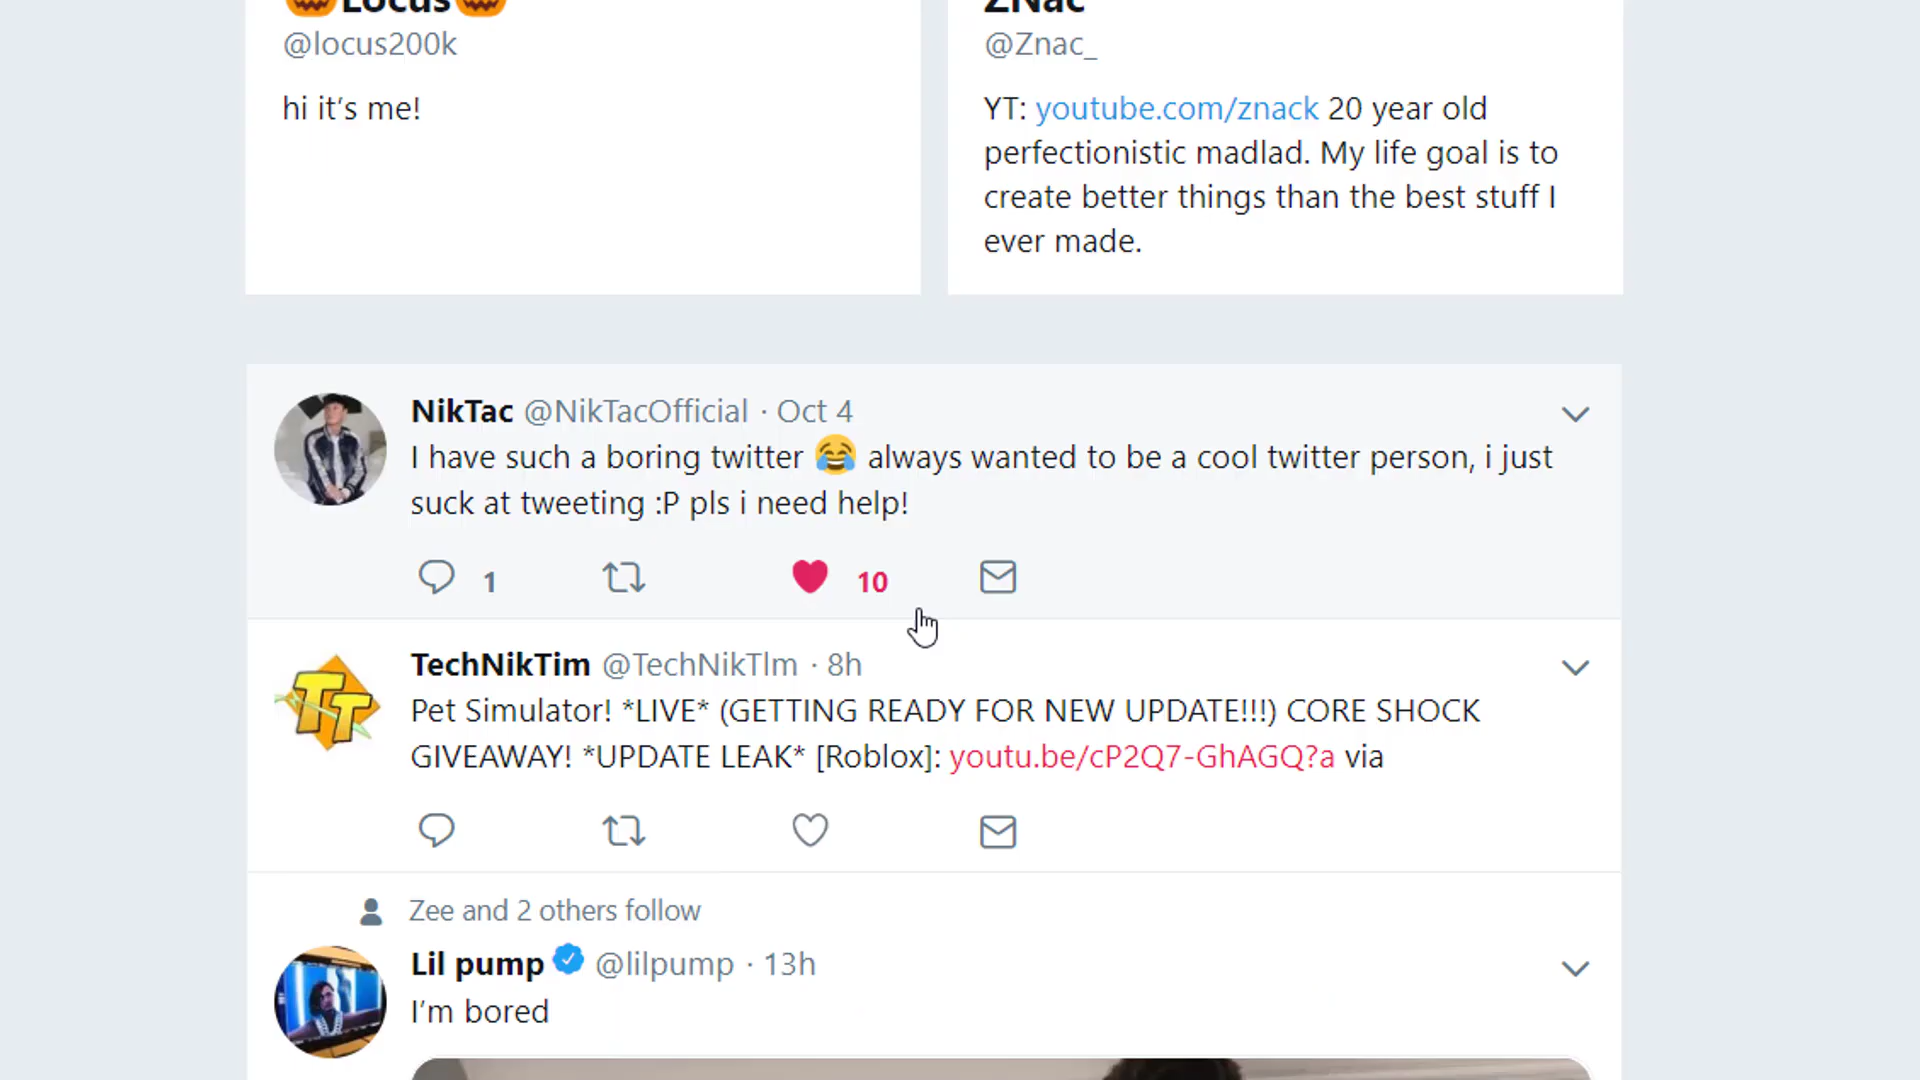 🎃Locus🎃
@locus200k
hi it's me!
ZNac
@Znac_
YT: youtube.com/znack 20 year old
perfectionistic madlad. My life goal is to
create better things than the best stuff I
ever made.
NikTac @NikTacOfficial · Oct 4
I have such a boring twitter 😂 always wanted to be a cool twitter person, i just
suck at tweeting :P pls i need help!
1 10
TechNikTim @TechNikTlm · 8h
Pet Simulator! *LIVE* (GETTING READY FOR NEW UPDATE!!!) CORE SHOCK
GIVEAWAY! *UPDATE LEAK* [Roblox]: youtu.be/cP2Q7-GhAGQ?a via
TT
Zee and 2 others follow
Lil pump @lilpump · 13h
I'm bored